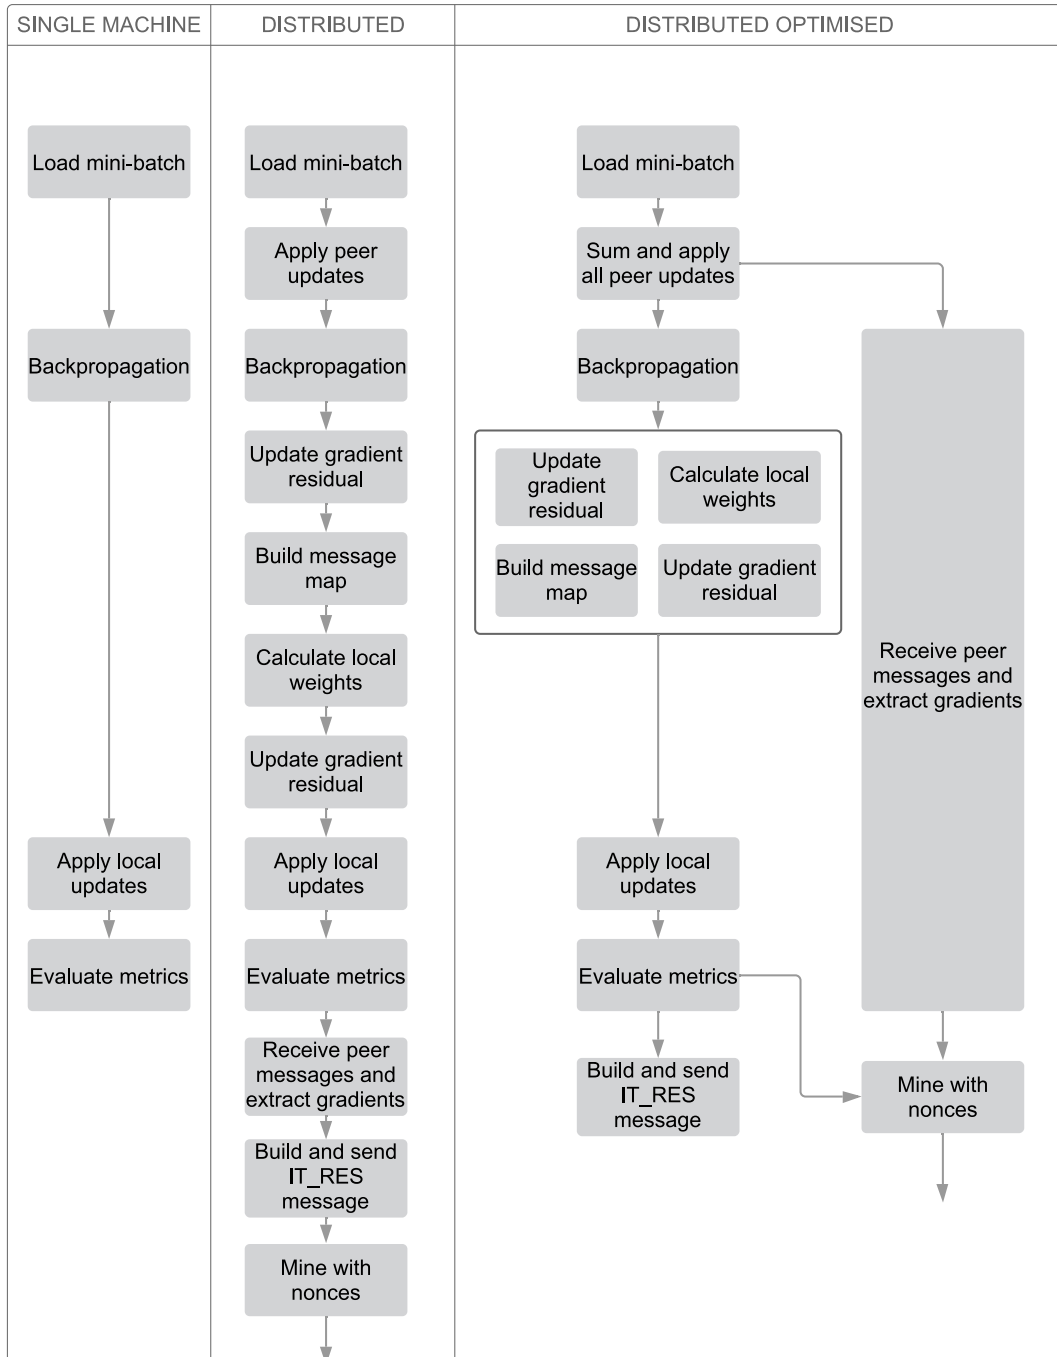 SINGLE MACHINE
DISTRIBUTED
DISTRIBUTED OPTIMISED
Load mini-batch
Backpropagation
Apply local
updates
Evaluate metrics
Load mini-batch
Apply peer
updates
Backpropagation
Update gradient
residual
Build message
map
Calculate local
weights
Update gradient
residual
Apply local
updates
Evaluate metrics
Receive peer
messages and
extract gradients
Build and send
IT_RES
message
Mine with
nonces
Load mini-batch
Sum and apply
all peer updates
Backpropagation
Update
gradient
residual
Calculate local
weights
Build message
map
Update gradient
residual
Apply local
updates
Evaluate metrics
Build and send
IT_RES
message
Receive peer
messages and
extract gradients
Mine with
nonces